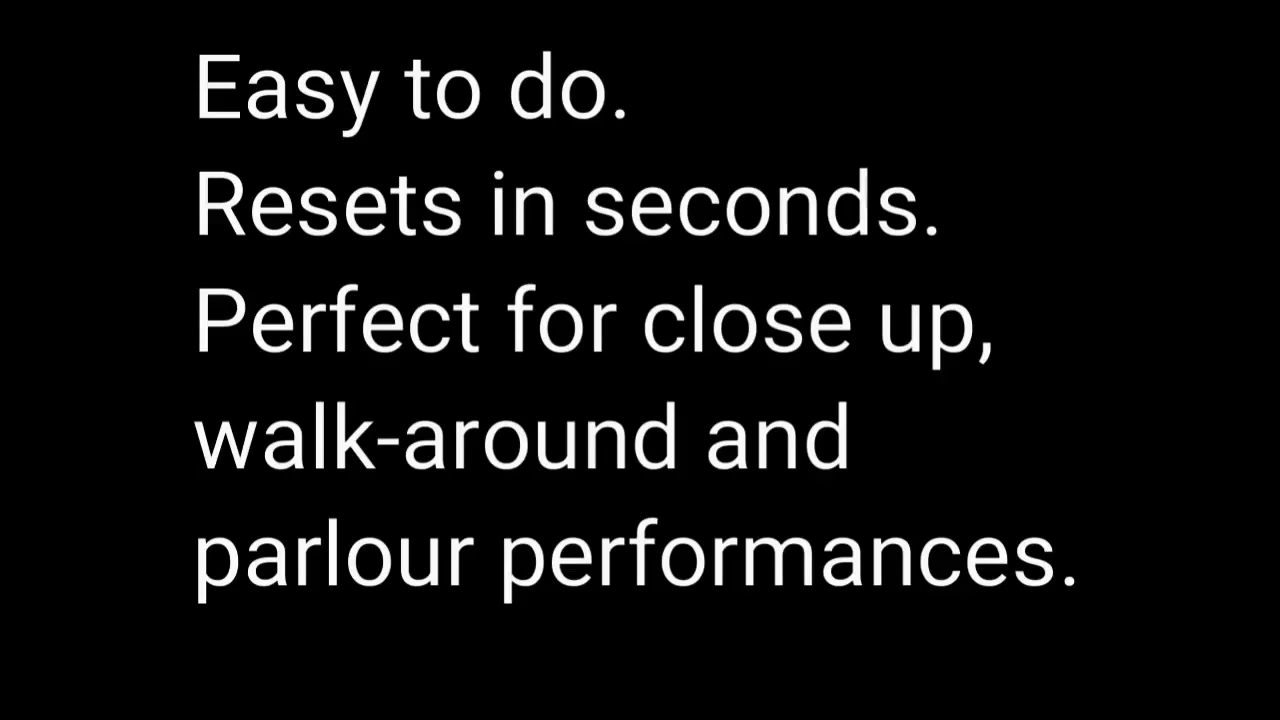 Easy to do.
Resets in seconds.
Perfect for close up,
walk-around and
parlour performances.